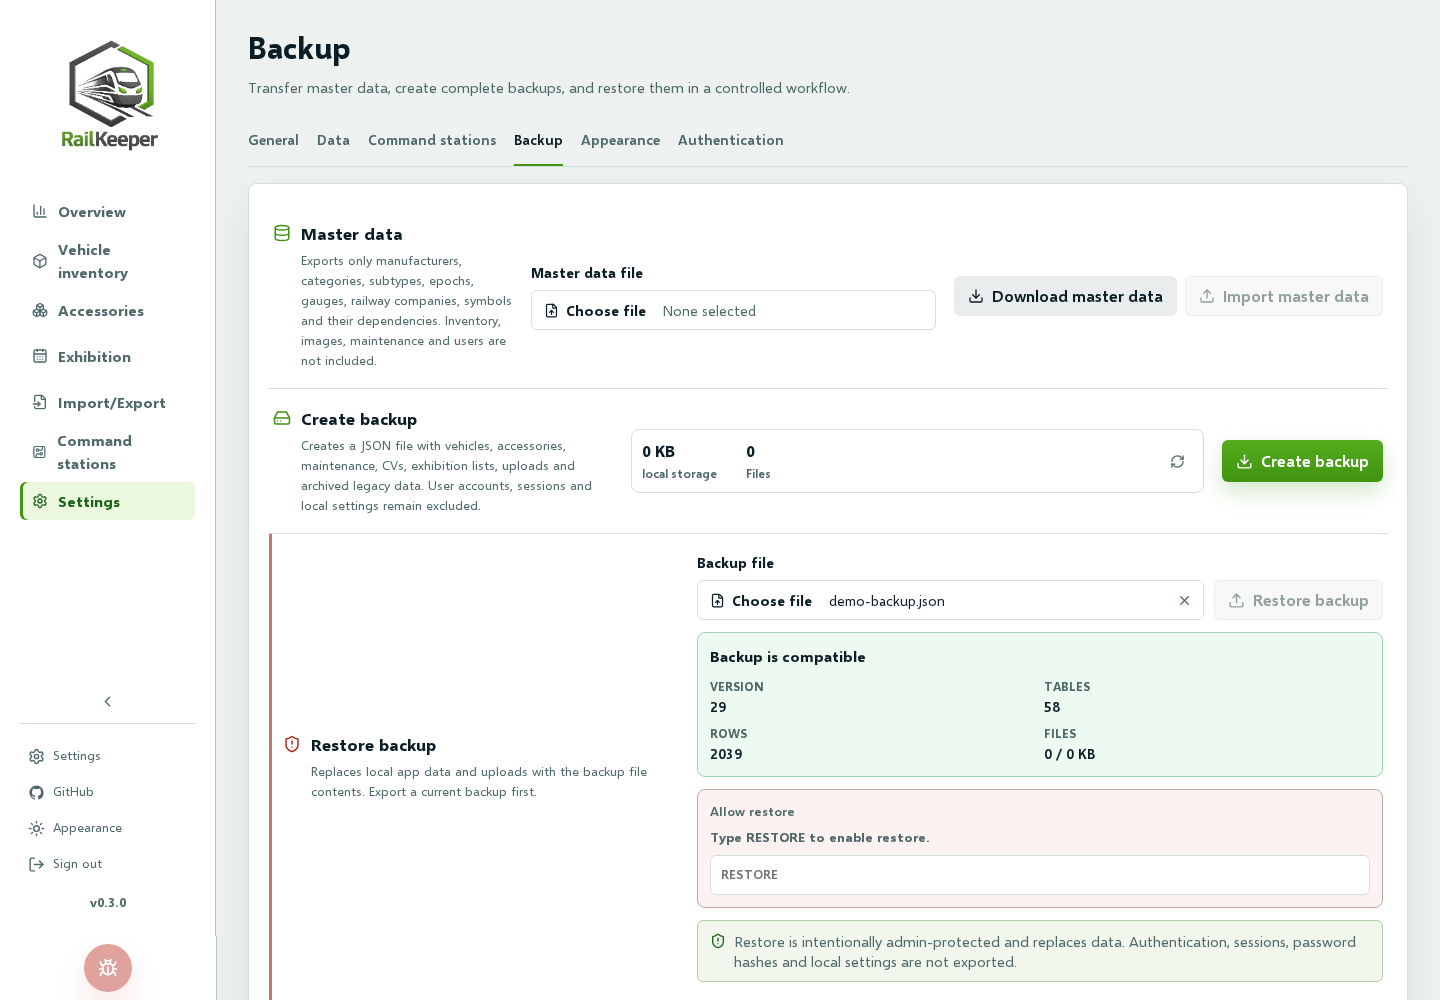 RailKeeper
Overview
Vehicle
inventory
Accessories
Exhibition
Import/Export
Command
stations
Settings
Settings
GitHub
Appearance
Sign out
v0.3.0
Backup
Transfer master data, create complete backups, and restore them in a controlled workflow.
General Data Command stations Backup Appearance Authentication
Master data
Exports only manufacturers,
categories, subtypes, epochs,
gauges, railway companies, symbols
and their dependencies. Inventory,
images, maintenance and users are
not included.
Master data file
Choose file None selected
Download master data
Import master data
Create backup
Creates a JSON file with vehicles, accessories,
maintenance, CVs, exhibition lists, uploads and
archived legacy data. User accounts, sessions and
local settings remain excluded.
0 KB 0
local storage Files
Create backup
Restore backup
Replaces local app data and uploads with the backup file
contents. Export a current backup first.
Backup file
Choose file demo-backup.json
Restore backup
Backup is compatible
VERSION TABLES
29 58
ROWS FILES
2039 0 / 0 KB
Allow restore
Type RESTORE to enable restore.
RESTORE
Restore is intentionally admin-protected and replaces data. Authentication, sessions, password
hashes and local settings are not exported.